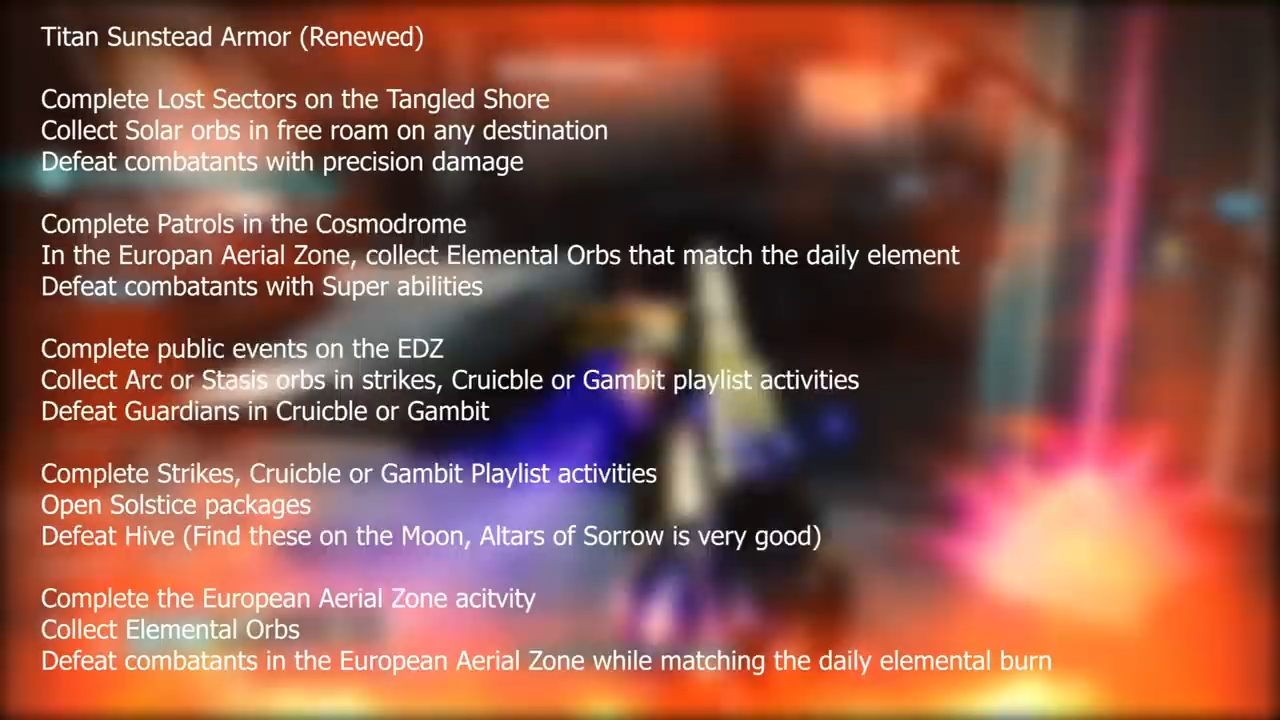 Titan Sunstead Armor (Renewed)
Complete Lost Sectors on the Tangled Shore
Collect Solar orbs in free roam on any destination
Defeat combatants with precision damage
Complete Patrols in the Cosmodrome
In the Europan Aerial Zone, collect Elemental Orbs that match the daily element
Defeat combatants with Super abilities
Complete public events on the EDZ
Collect Arc or Stasis orbs in strikes, Cruicble or Gambit playlist activities
Defeat Guardians in Cruicble or Gambit
Complete Strikes, Cruicble or Gambit Playlist activities
Open Solstice packages
Defeat Hive (Find these on the Moon, Altars of Sorrow is very good)
Complete the European Aerial Zone acitvity
Collect Elemental Orbs
Defeat combatants in the European Aerial Zone while matching the daily elemental burn